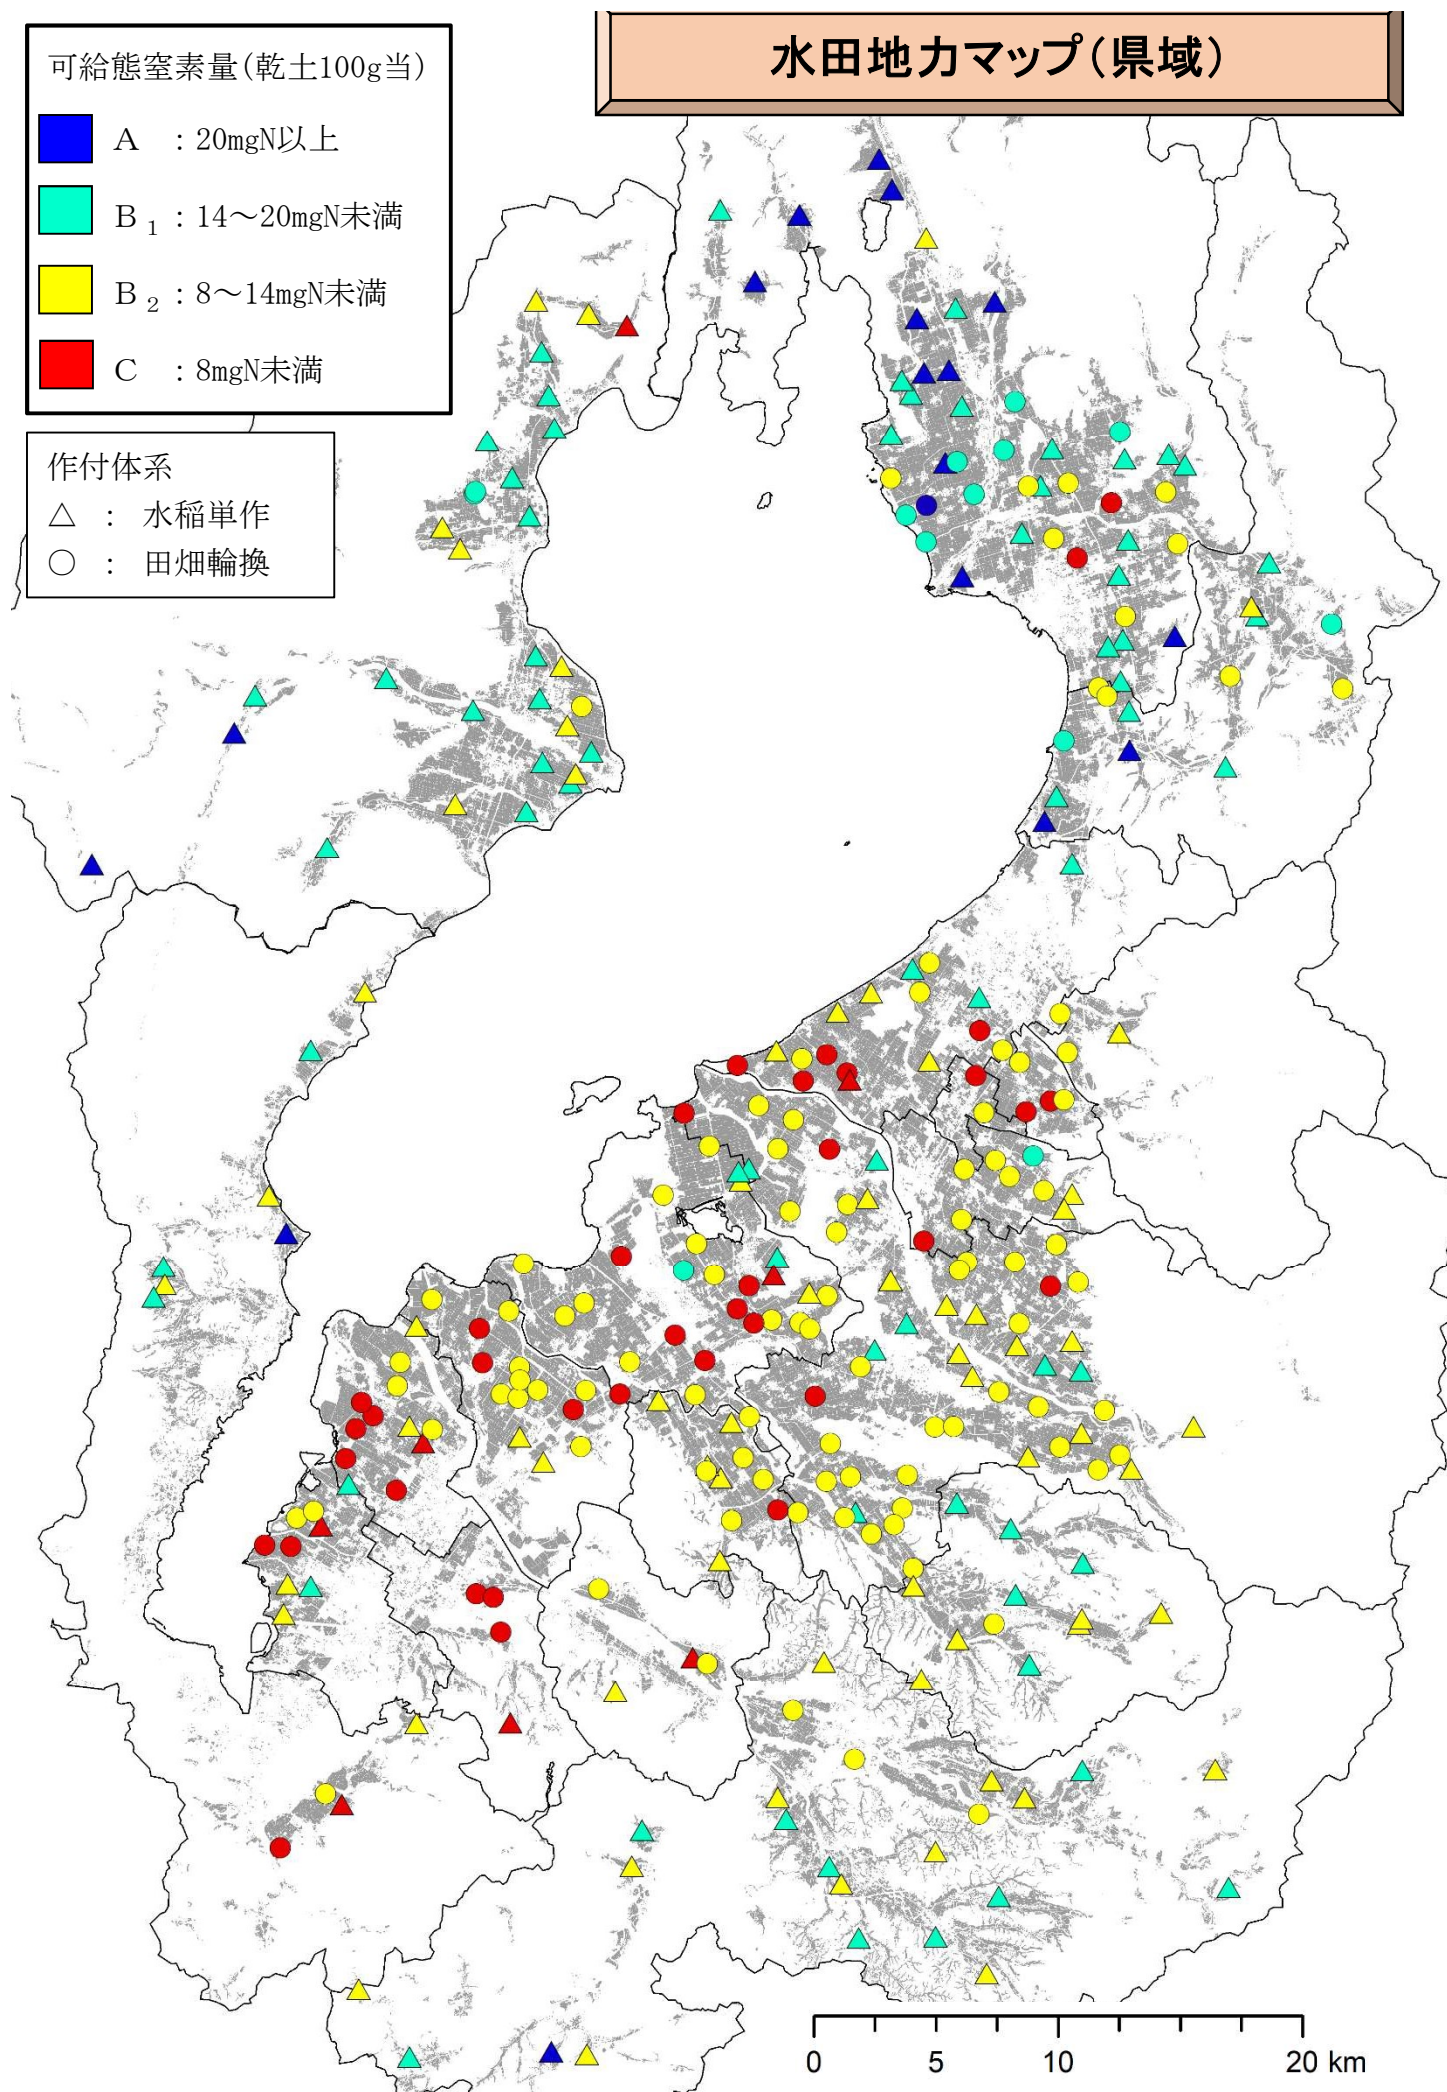 水田地力マップ（県域）
可給態窒素量（乾土100g当）
A ：20mgN以上
B₁：14～20mgN未満
B₂：8～14mgN未満
C ：8mgN未満
作付体系
△ ： 水稲単作
○ ： 田畑輪換
0 5 10 20 km